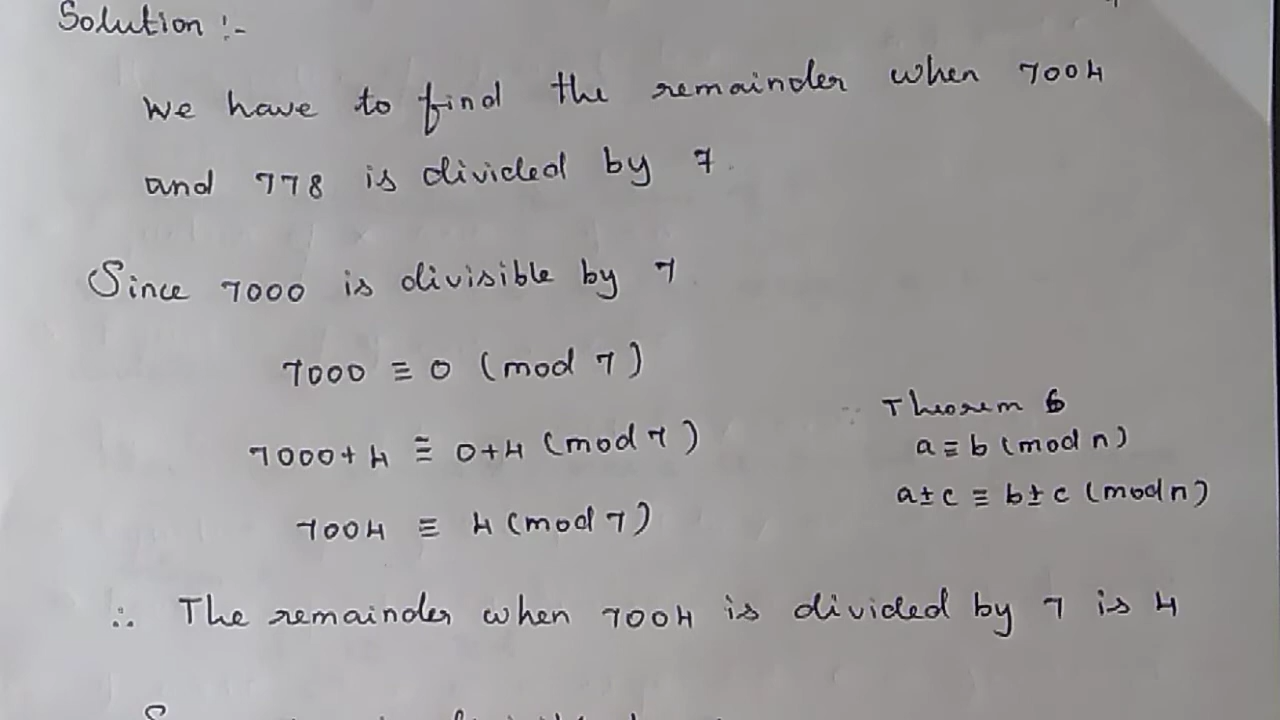 Solution :-
We have to find the remainder when 7004
and 778 is divided by 7.
Since 7000 is divisible by 7
7000 ≡ 0 (mod 7)
7000+4 ≡ 0+4 (mod 7)
7004 ≡ 4 (mod 7)
Theorem 6
a ≡ b (mod n)
a±c ≡ b±c (mod n)
∴ The remainder when 7004 is divided by 7 is 4